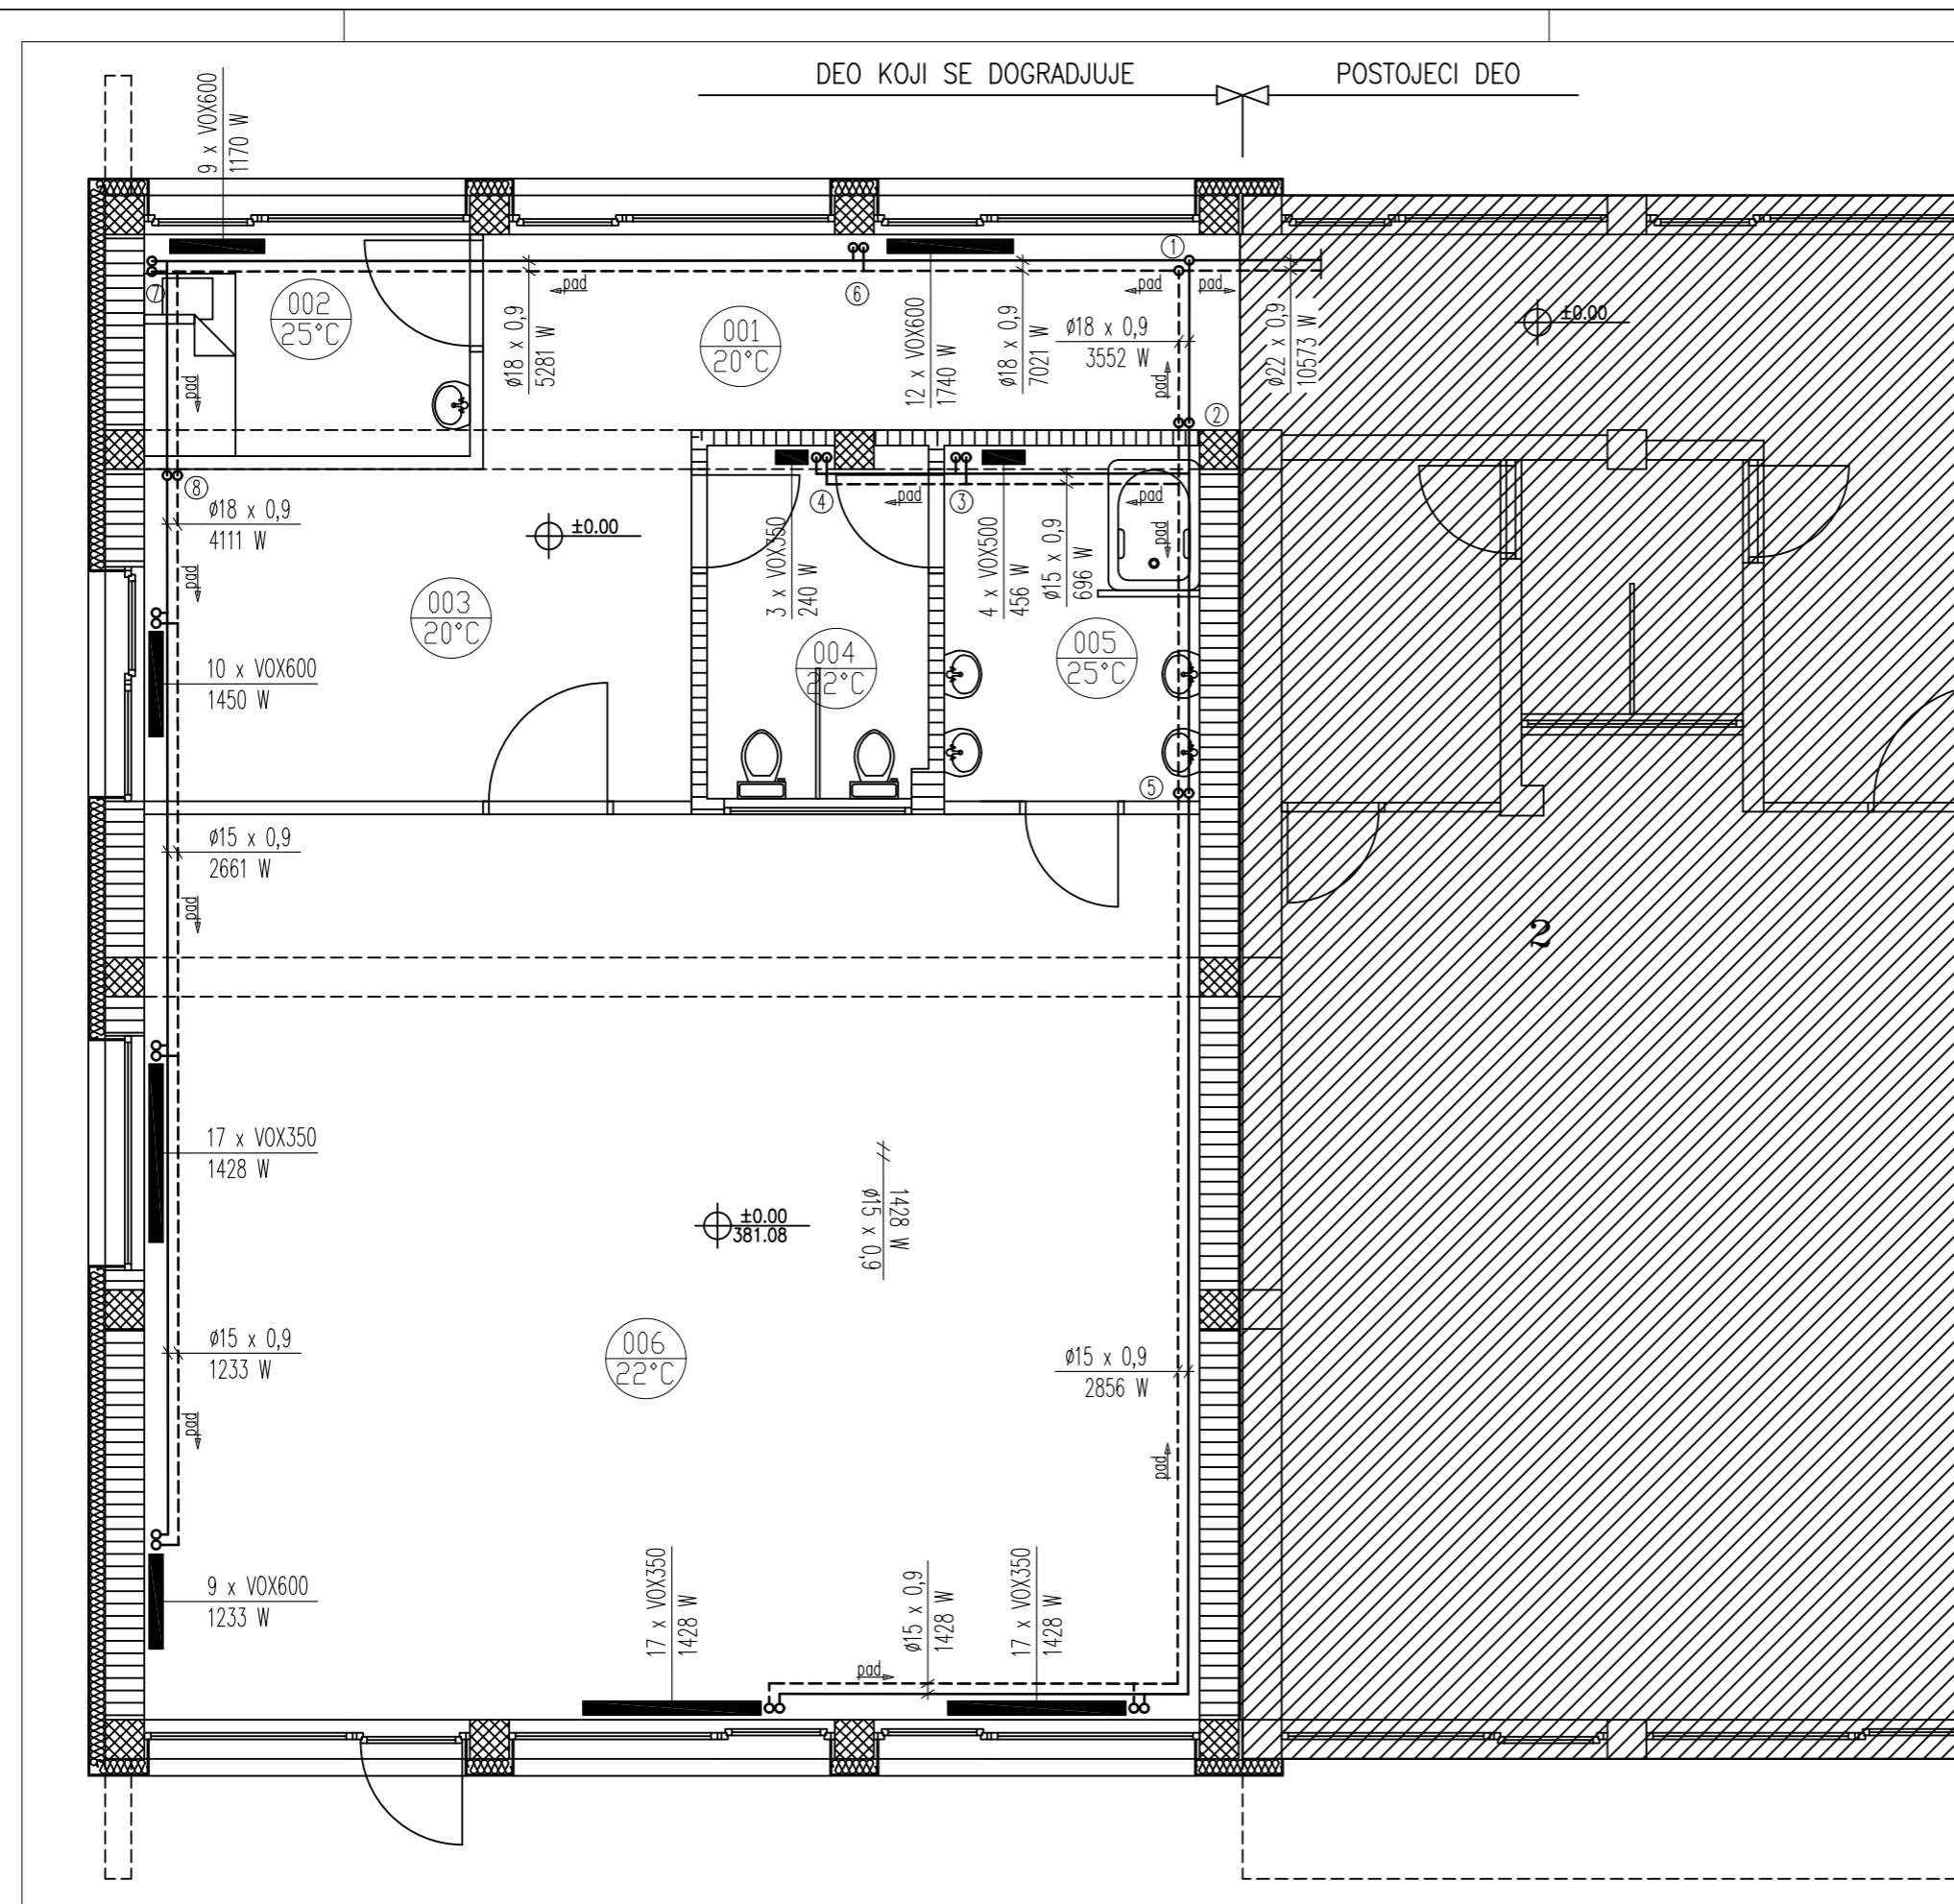 DEO KOJI SE DOGRADJUJE
POSTOJECI DEO
9 x VOX600
1170 W
1
7
002
25°C
pad
6
pad
pad
±0.00
ø18 x 0,9
5281 W
001
20°C
12 x VOX600
1740 W
ø18 x 0,9
7021 W
ø18 x 0,9
3552 W
ø22 x 0,9
10573 W
pad
pad
2
8
4
pad
3
pad
ø18 x 0,9
4111 W
±0.00
pad
3 x VOX350
240 W
4 x VOX500
456 W
ø15 x 0,9
696 W
pad
003
20°C
004
22°C
005
25°C
10 x VOX600
1450 W
5
ø15 x 0,9
2661 W
pad
2
17 x VOX350
1428 W
1428 W
ø15 x 0,9
±0.00
381.08
ø15 x 0,9
1233 W
006
22°C
ø15 x 0,9
2856 W
pad
pad
9 x VOX600
1233 W
17 x VOX350
1428 W
ø15 x 0,9
1428 W
17 x VOX350
1428 W
pad